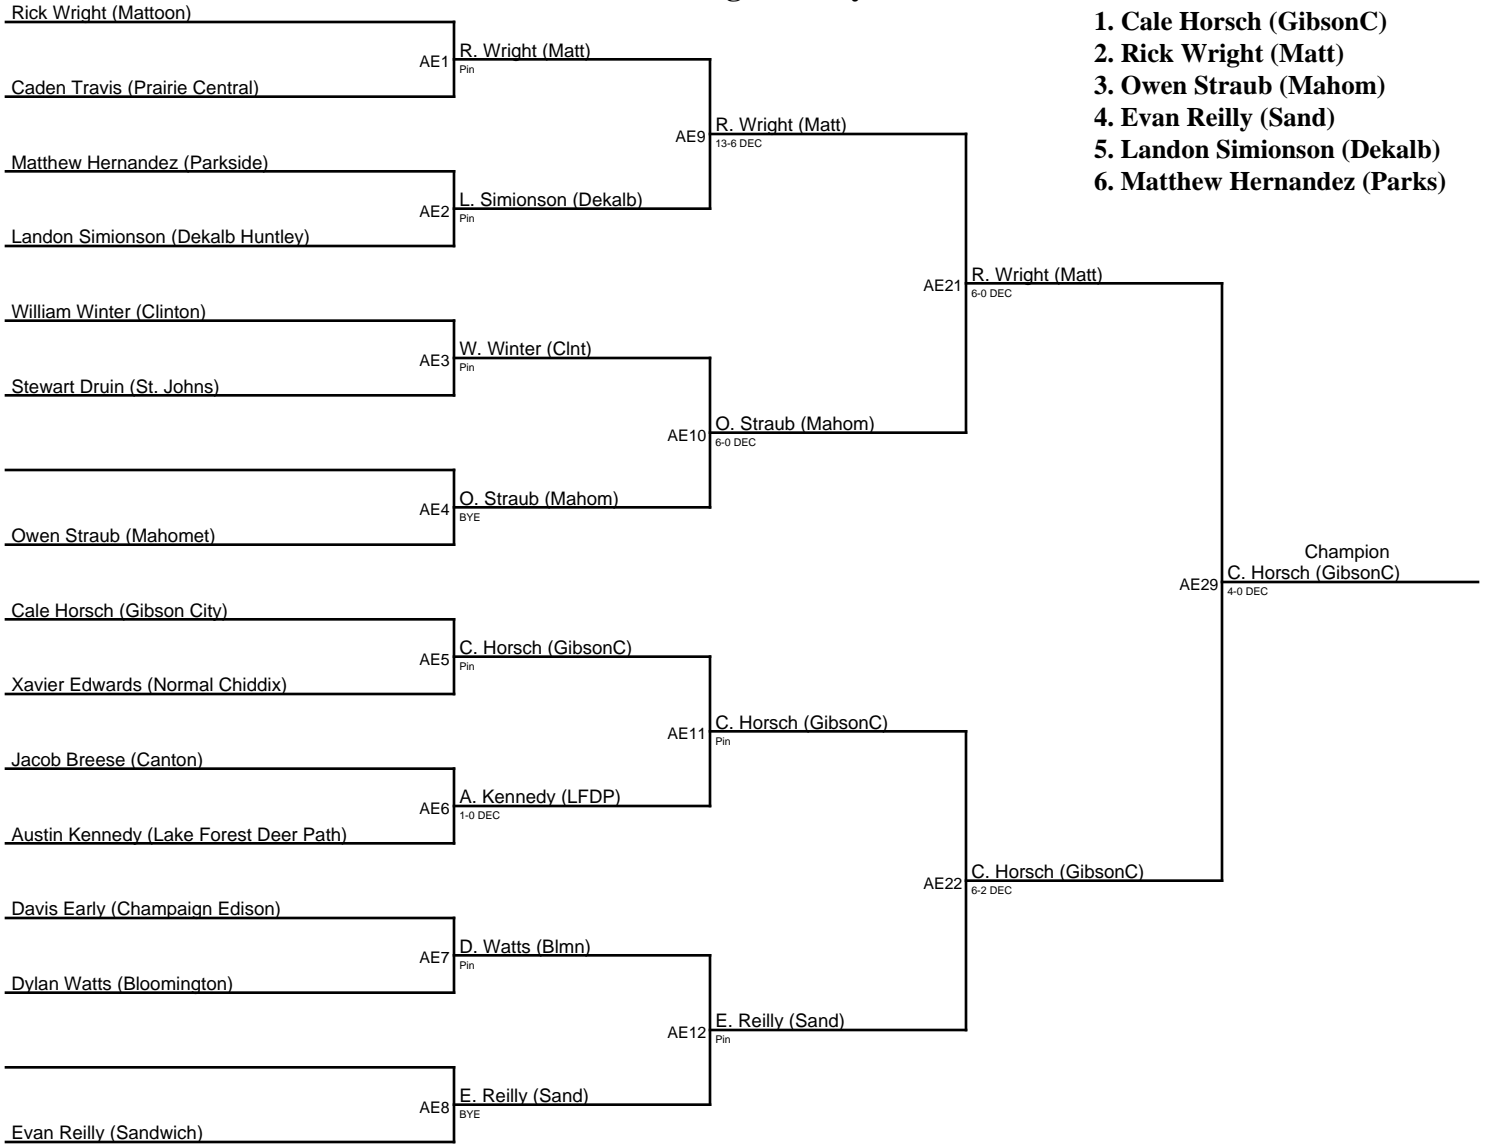 Rick Wright (Mattoon)
AE1
R. Wright (Matt)
Pin
Caden Travis (Prairie Central)
AE9
R. Wright (Matt)
13-6 DEC
Matthew Hernandez (Parkside)
AE2
L. Simionson (Dekalb)
Pin
Landon Simionson (Dekalb Huntley)
AE21
R. Wright (Matt)
6-0 DEC
William Winter (Clinton)
AE3
W. Winter (Clnt)
Pin
Stewart Druin (St. Johns)
AE10
O. Straub (Mahom)
6-0 DEC
AE4
O. Straub (Mahom)
BYE
Owen Straub (Mahomet)
Champion
AE29
C. Horsch (GibsonC)
4-0 DEC
Cale Horsch (Gibson City)
AE5
C. Horsch (GibsonC)
Pin
Xavier Edwards (Normal Chiddix)
AE11
C. Horsch (GibsonC)
Pin
Jacob Breese (Canton)
AE6
A. Kennedy (LFDP)
1-0 DEC
Austin Kennedy (Lake Forest Deer Path)
AE22
C. Horsch (GibsonC)
6-2 DEC
Davis Early (Champaign Edison)
AE7
D. Watts (Blmn)
Pin
Dylan Watts (Bloomington)
AE12
E. Reilly (Sand)
Pin
AE8
E. Reilly (Sand)
BYE
Evan Reilly (Sandwich)
1. Cale Horsch (GibsonC)
2. Rick Wright (Matt)
3. Owen Straub (Mahom)
4. Evan Reilly (Sand)
5. Landon Simionson (Dekalb)
6. Matthew Hernandez (Parks)